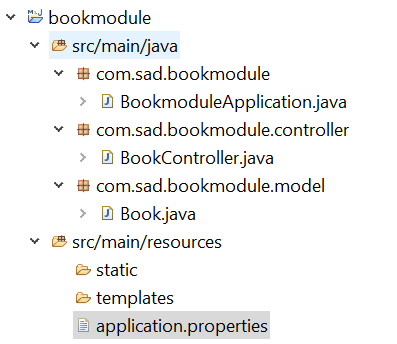 bookmodule
src/main/java
com.sad.bookmodule
BookmoduleApplication.java
com.sad.bookmodule.controller
BookController.java
com.sad.bookmodule.model
Book.java
src/main/resources
static
templates
application.properties